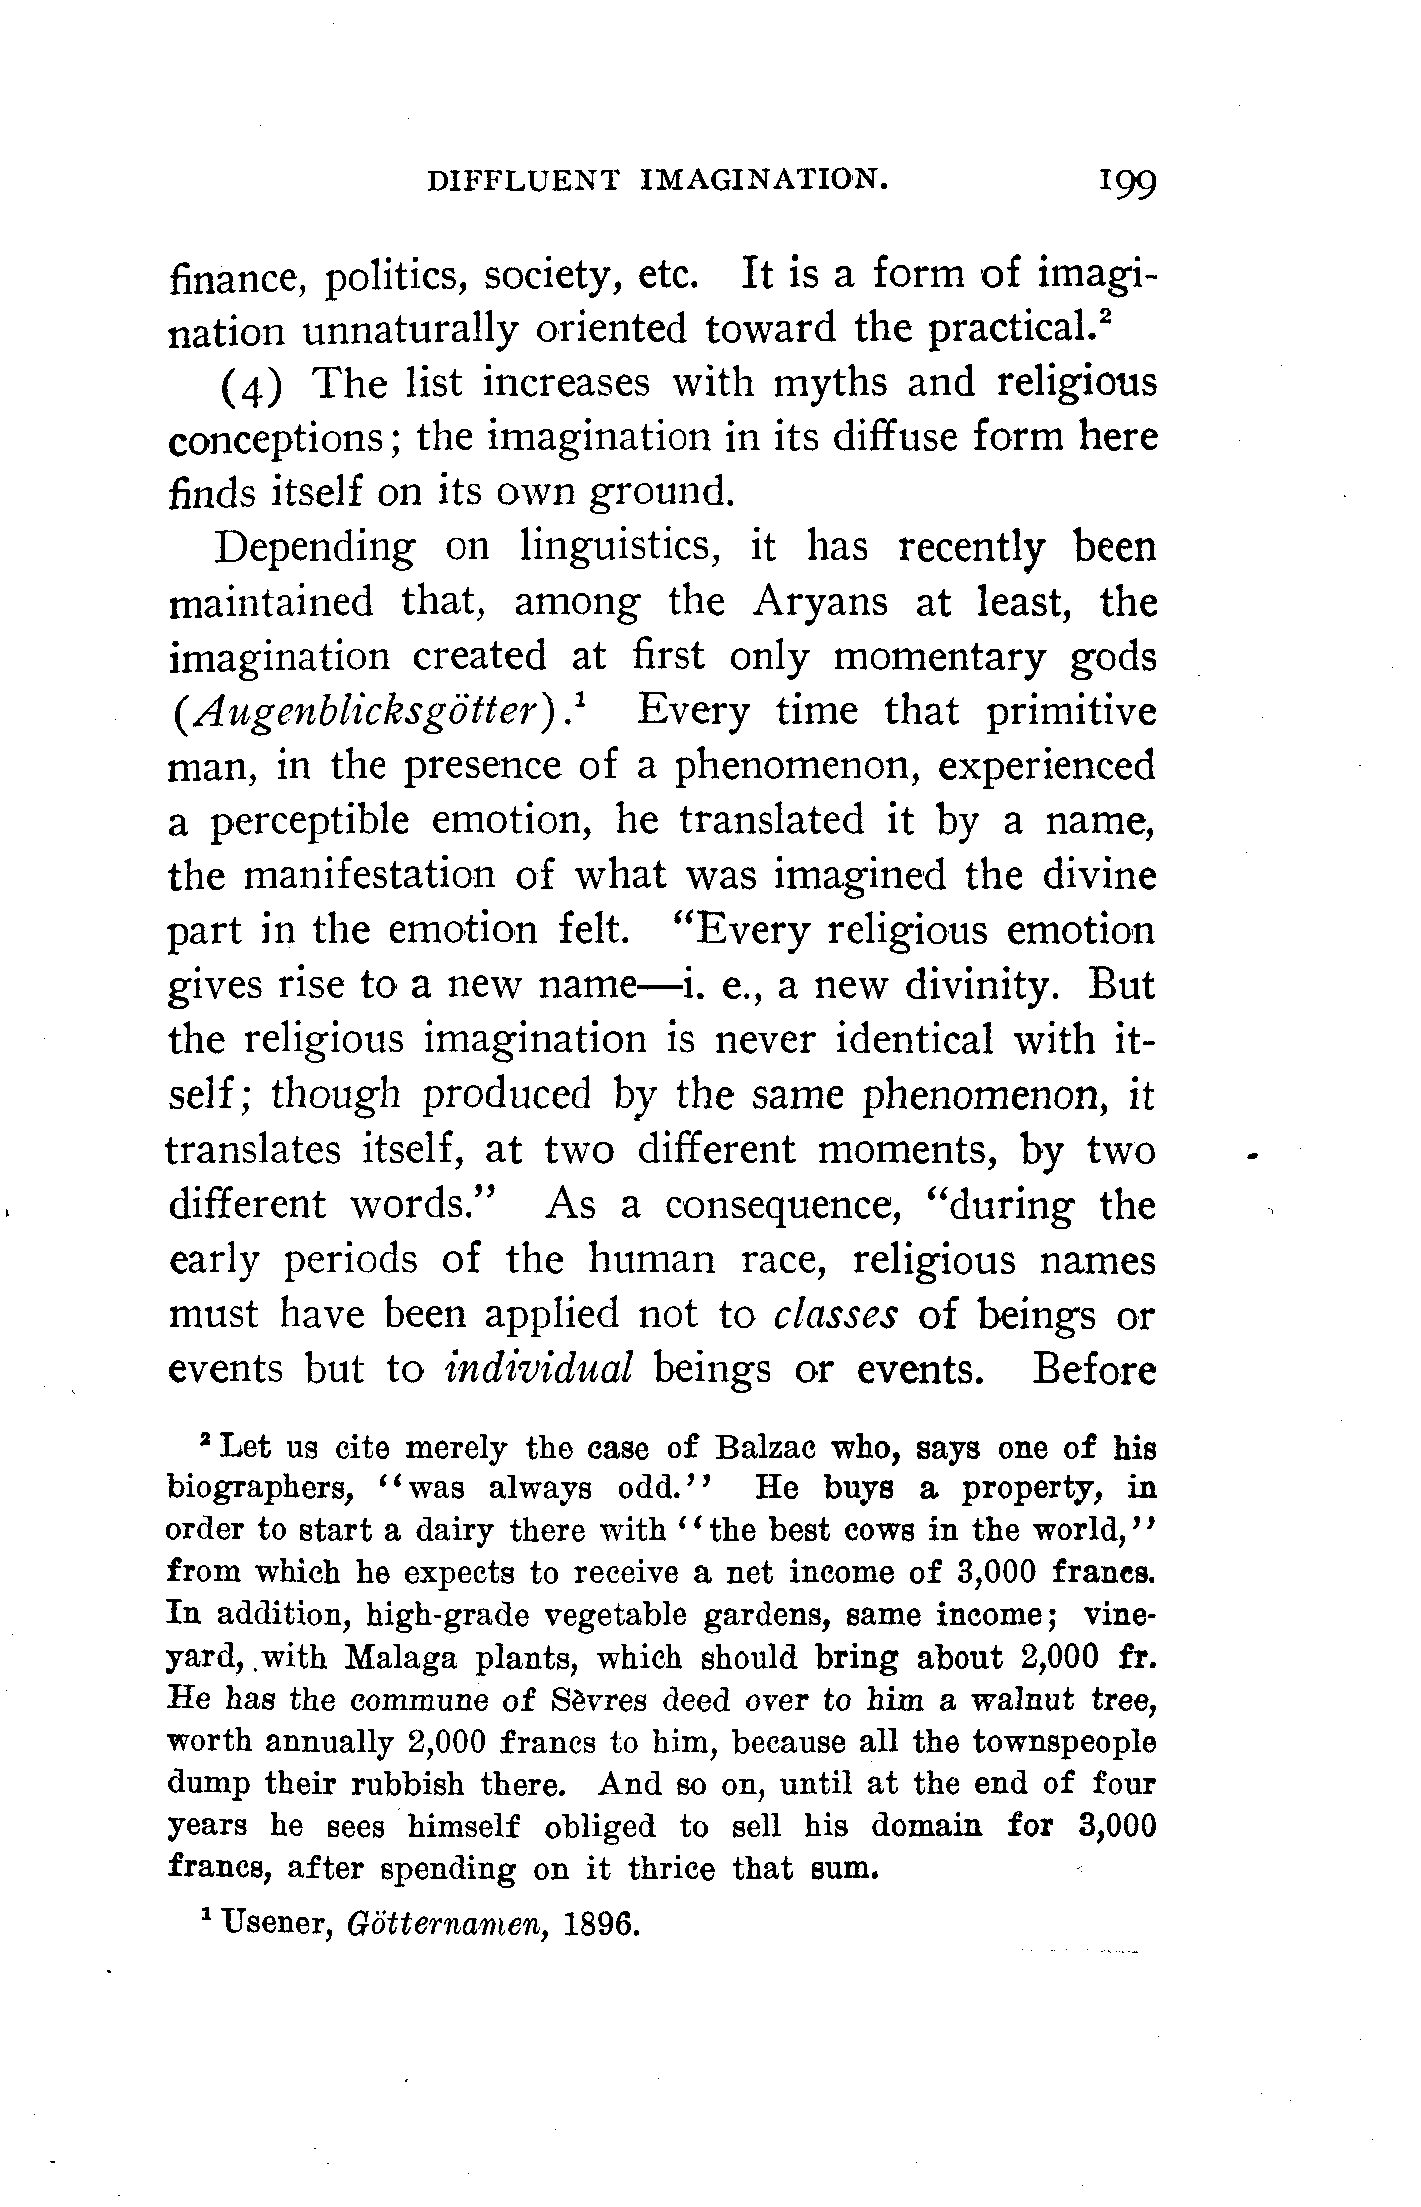 DIFFLUENT IMAGINATION. 199
finance, politics, society, etc. It is a form of imagi-
nation unnaturally oriented toward the practical.²
(4) The list increases with myths and religious
conceptions; the imagination in its diffuse form here
finds itself on its own ground.
Depending on linguistics, it has recently been
maintained that, among the Aryans at least, the
imagination created at first only momentary gods
(Augenblicksgötter).¹ Every time that primitive
man, in the presence of a phenomenon, experienced
a perceptible emotion, he translated it by a name,
the manifestation of what was imagined the divine
part in the emotion felt. “Every religious emotion
gives rise to a new name—i. e., a new divinity. But
the religious imagination is never identical with it-
self; though produced by the same phenomenon, it
translates itself, at two different moments, by two
different words.” As a consequence, “during the
early periods of the human race, religious names
must have been applied not to classes of beings or
events but to individual beings or events. Before
² Let us cite merely the case of Balzac who, says one of his
biographers, “was always odd.” He buys a property, in
order to start a dairy there with “the best cows in the world,”
from which he expects to receive a net income of 3,000 francs.
In addition, high-grade vegetable gardens, same income; vine-
yard, with Malaga plants, which should bring about 2,000 fr.
He has the commune of Sèvres deed over to him a walnut tree,
worth annually 2,000 francs to him, because all the townspeople
dump their rubbish there. And so on, until at the end of four
years he sees himself obliged to sell his domain for 3,000
francs, after spending on it thrice that sum.
¹ Usener, Götternamen, 1896.